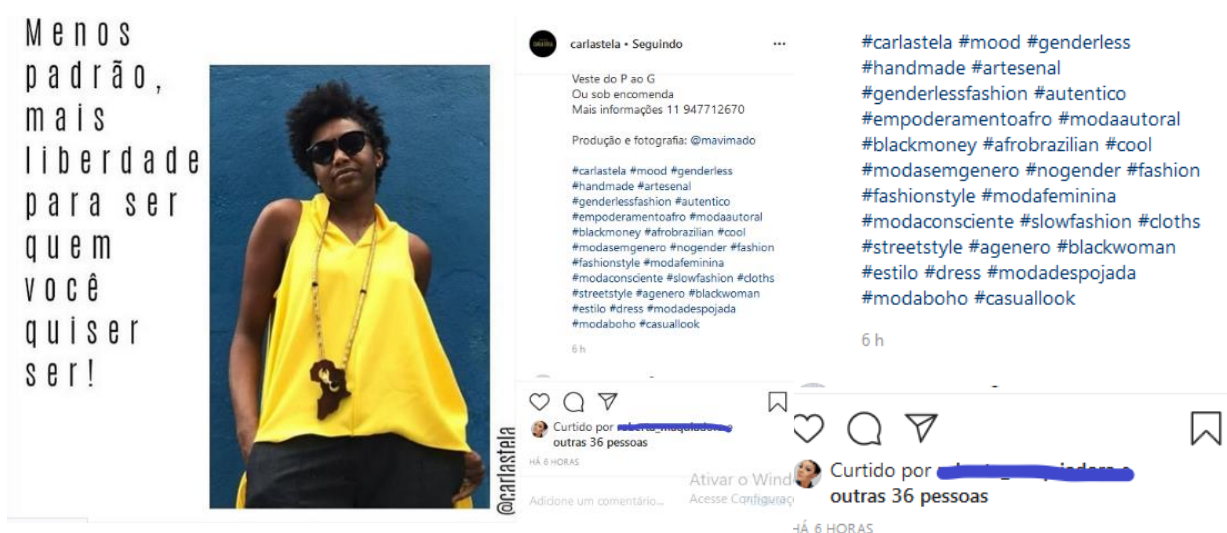 Menos
padrão,
mais
liberdade
para ser
quem
você
quiser
ser!
@carlastela
carlastela • Seguindo
Veste do P ao G
Ou sob encomenda
Mais informações 11 947712670
Produção e fotografia: @mavimado
#carlastela #mood #genderless
#handmade #artesenal
#genderlessfashion #autentico
#empoderamentoafro #modaautoral
#blackmoney #afrobrazilian #cool
#modasemgenero #nogender #fashion
#fashionstyle #modafeminina
#modaconsciente #slowfashion #cloths
#streetstyle #agenero #blackwoman
#estilo #dress #modadespojada
#modaboho #casuallook
6 h
Curtido por
outras 36 pessoas
HÁ 6 HORAS
Adicione um comentário...
Ativar o Wind
Acesse Configuraç
#carlastela #mood #genderless
#handmade #artesenal
#genderlessfashion #autentico
#empoderamentoafro #modaautoral
#blackmoney #afrobrazilian #cool
#modasemgenero #nogender #fashion
#fashionstyle #modafeminina
#modaconsciente #slowfashion #cloths
#streetstyle #agenero #blackwoman
#estilo #dress #modadespojada
#modaboho #casuallook
6 h
Curtido por
outras 36 pessoas
HÁ 6 HORAS